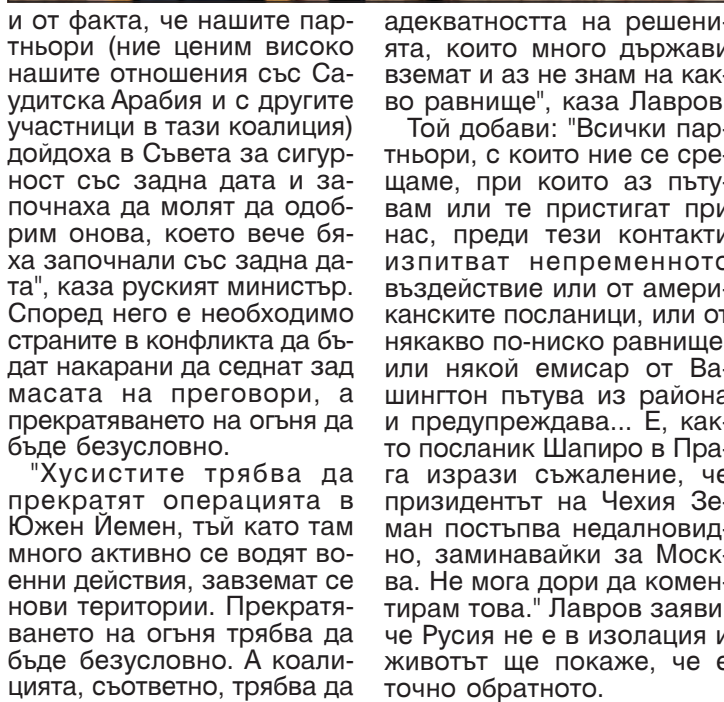 и от факта, че нашите пар-
тньори (ние ценим високо
нашите отношения със Са-
удитска Арабия и с другите
участници в тази коалиция)
дойдоха в Съвета за сигур-
ност със задна дата и за-
почнаха да молят да одоб-
рим онова, което вече бя-
ха започнали със задна да-
та", каза руският министър.
Според него е необходимо
страните в конфликта да бъ-
дат накарани да седнат зад
масата на преговори, а
прекратяването на огъня да
бъде безусловно.
"Хусистите трябва да
прекратят операцията в
Южен Йемен, тъй като там
много активно се водят во-
енни действия, завземат се
нови територии. Прекратя-
ването на огъня трябва да
бъде безусловно. А коали-
цията, съответно, трябва да
адекватността на решени-
ята, които много държави
вземат и аз не знам на как-
во равнище", каза Лавров.
Той добави: "Всички пар-
тньори, с които ние се сре-
щаме, при които аз пъту-
вам или те пристигат при
нас, преди тези контакти
изпитват непременното
въздействие или от амери-
канските посланици, или от
някакво по-ниско равнище,
или някой емисар от Ва-
шингтон пътува из района
и предупреждава... Е, как-
то посланик Шапиро в Пра-
га изрази съжаление, че
призидентът на Чехия Зе-
ман постъпва недалновид-
но, заминавайки за Моск-
ва. Не мога дори да комен-
тирам това." Лавров заяви,
че Русия не е в изолация и
животът ще покаже, че е
точно обратното.